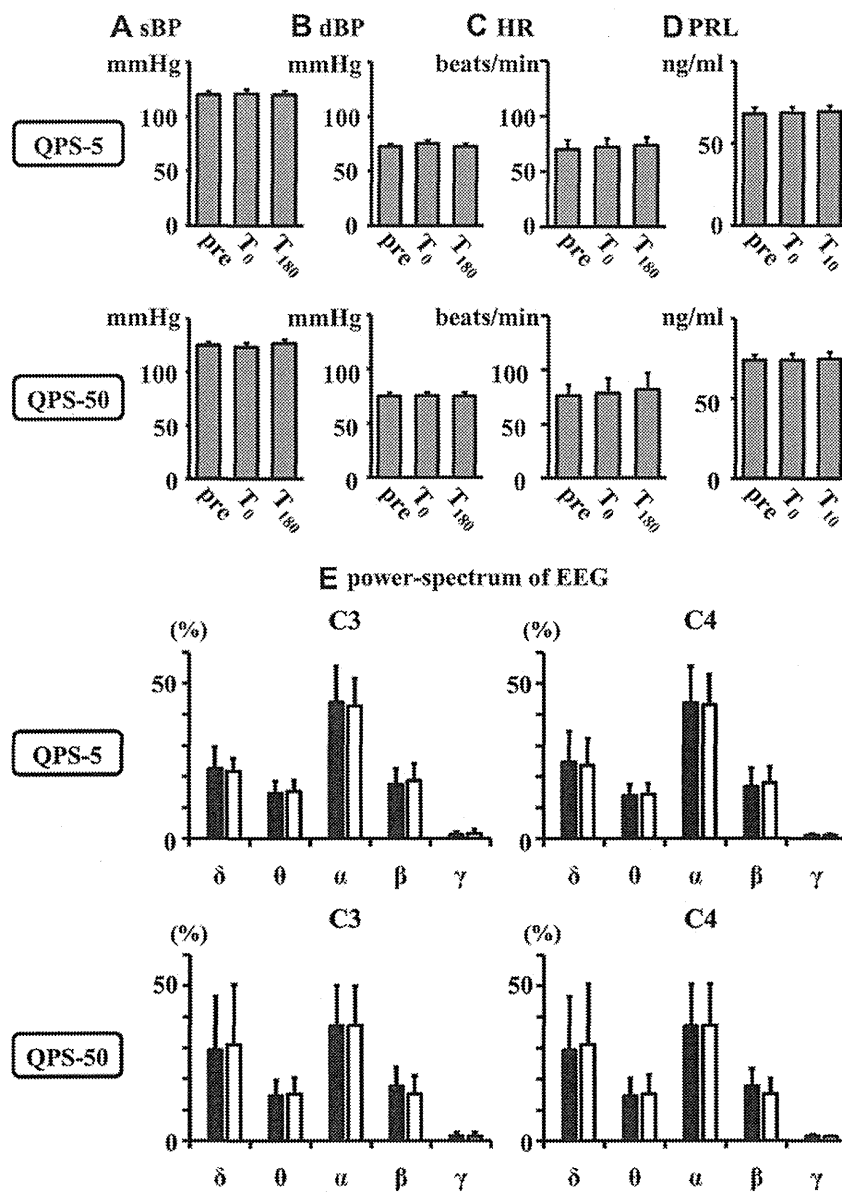 A sBP B dBP C HR D PRL
mmHg mmHg beats/min ng/ml
QPS-5
100 100 100
50 50 50 50
0 0 0 0
pre T0 T180 pre T0 T180 pre T0 T180 pre T0 T10
mmHg mmHg beats/min ng/ml
QPS-50
100 100 100
50 50 50 50
0 0 0 0
pre T0 T180 pre T0 T180 pre T0 T180 pre T0 T10
E power-spectrum of EEG
(%) C3 (%) C4
QPS-5
50 50
0 0
δ θ α β γ δ θ α β γ
(%) C3 (%) C4
QPS-50
50 50
0 0
δ θ α β γ δ θ α β γ